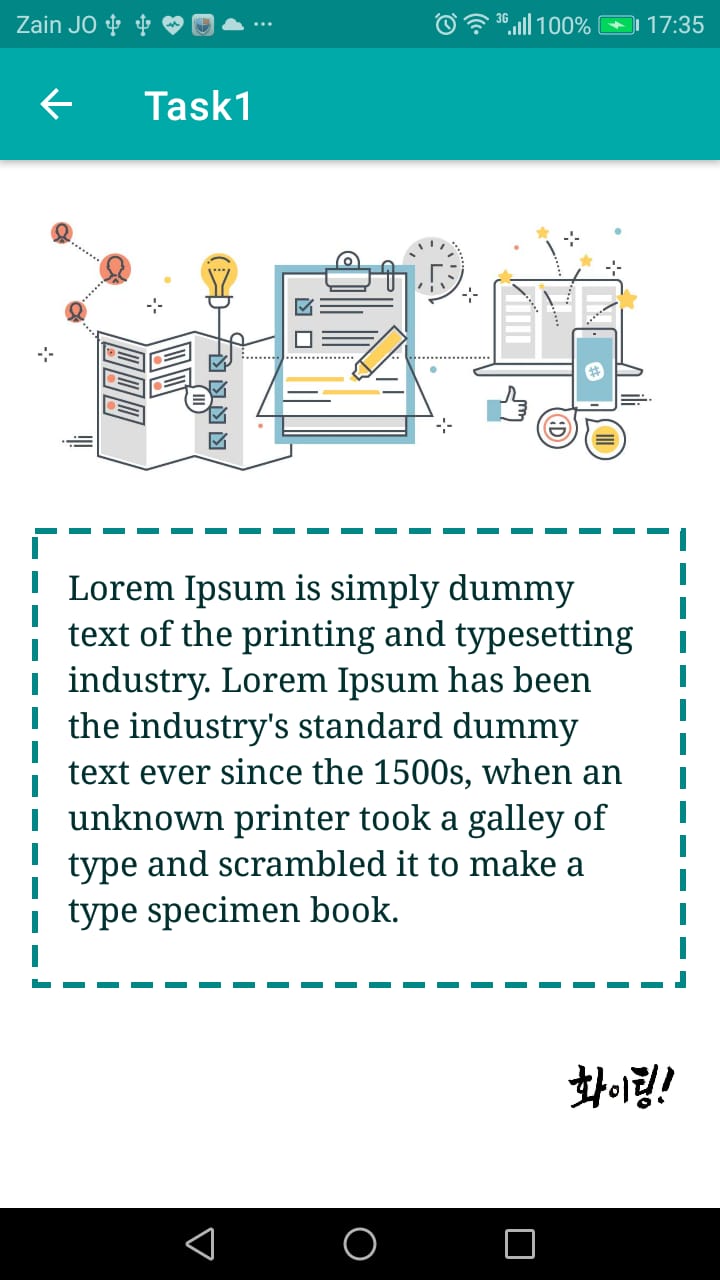 Zain JO
3G
100%
17:35
Task1
Lorem Ipsum is simply dummy
text of the printing and typesetting
industry. Lorem Ipsum has been
the industry's standard dummy
text ever since the 1500s, when an
unknown printer took a galley of
type and scrambled it to make a
type specimen book.
화이팅!